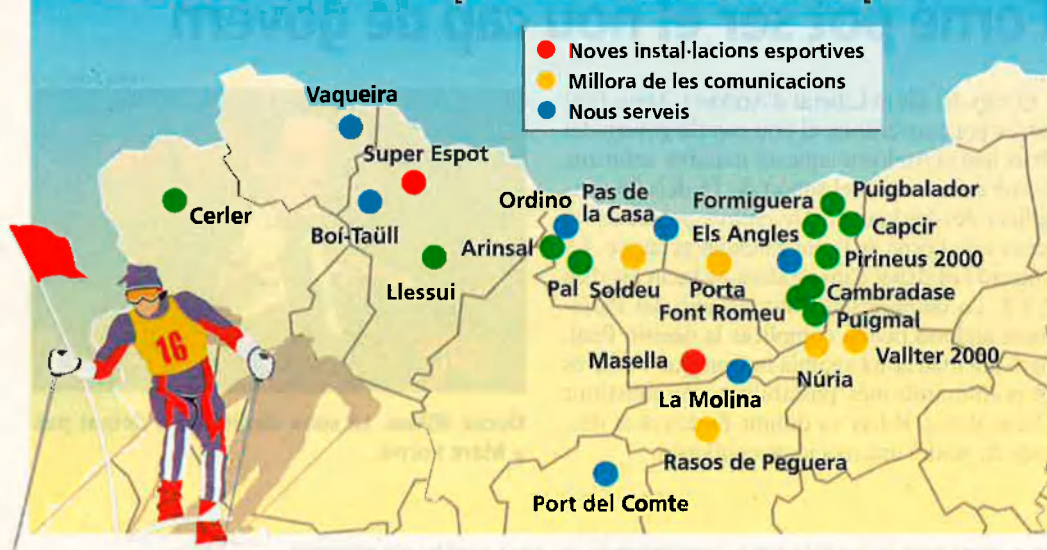 Noves instal·lacions esportives
Millora de les comunicacions
Nous serveis
Vaqueira
Super Espot
Cerler
Boí-Taüll
Llessui
Ordino
Pas de
la Casa
Arinsal
Pal
Soldeu
Porta
Formiguera
Puigbalador
Els Angles
Capcir
Pirineus 2000
Cambradase
Font Romeu
Puigmal
Masella
Vallter 2000
Núria
La Molina
Rasos de Peguera
Port del Comte
16